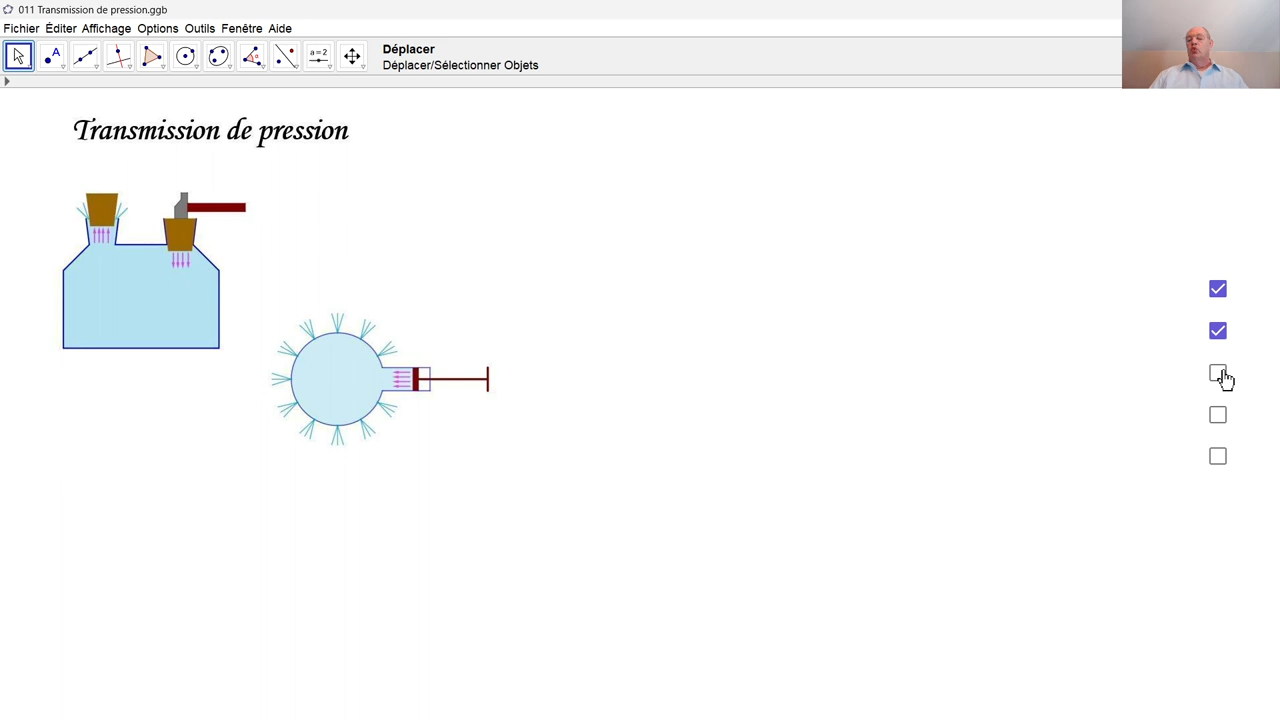 011 Transmission de pression.ggb
Fichier Éditer Affichage Options Outils Fenêtre Aide
A
a=2
Déplacer
Déplacer/Sélectionner Objets
Transmission de pression